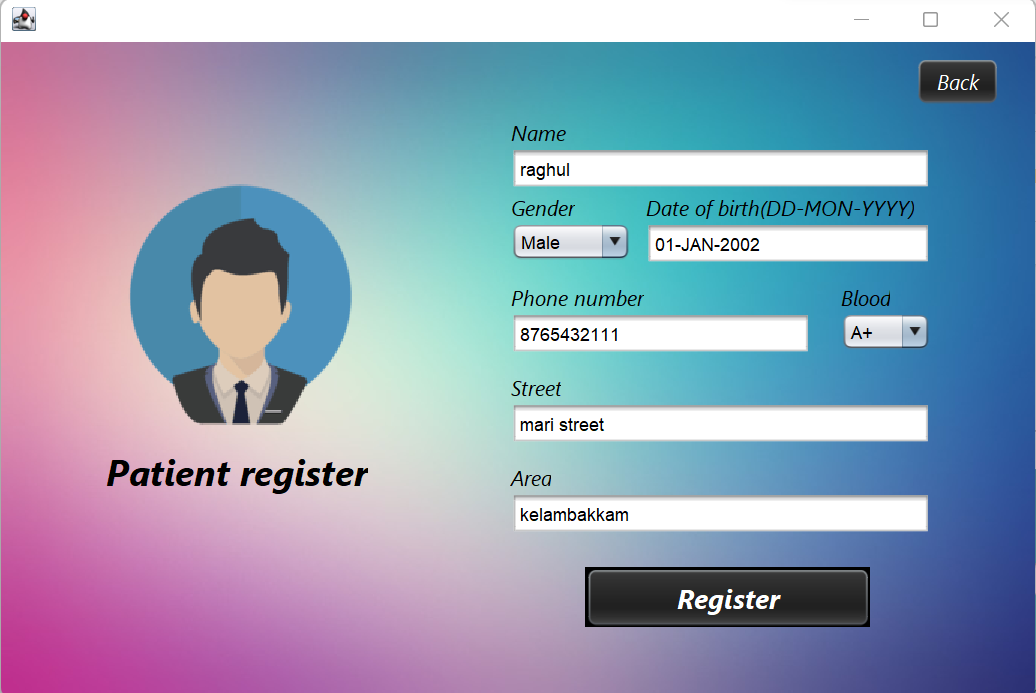 Back
Name
raghul
Gender Date of birth(DD-MON-YYYY)
Male 01-JAN-2002
Phone number Blood
8765432111 A+
Street
mari street
Patient register
Area
kelambakkam
Register